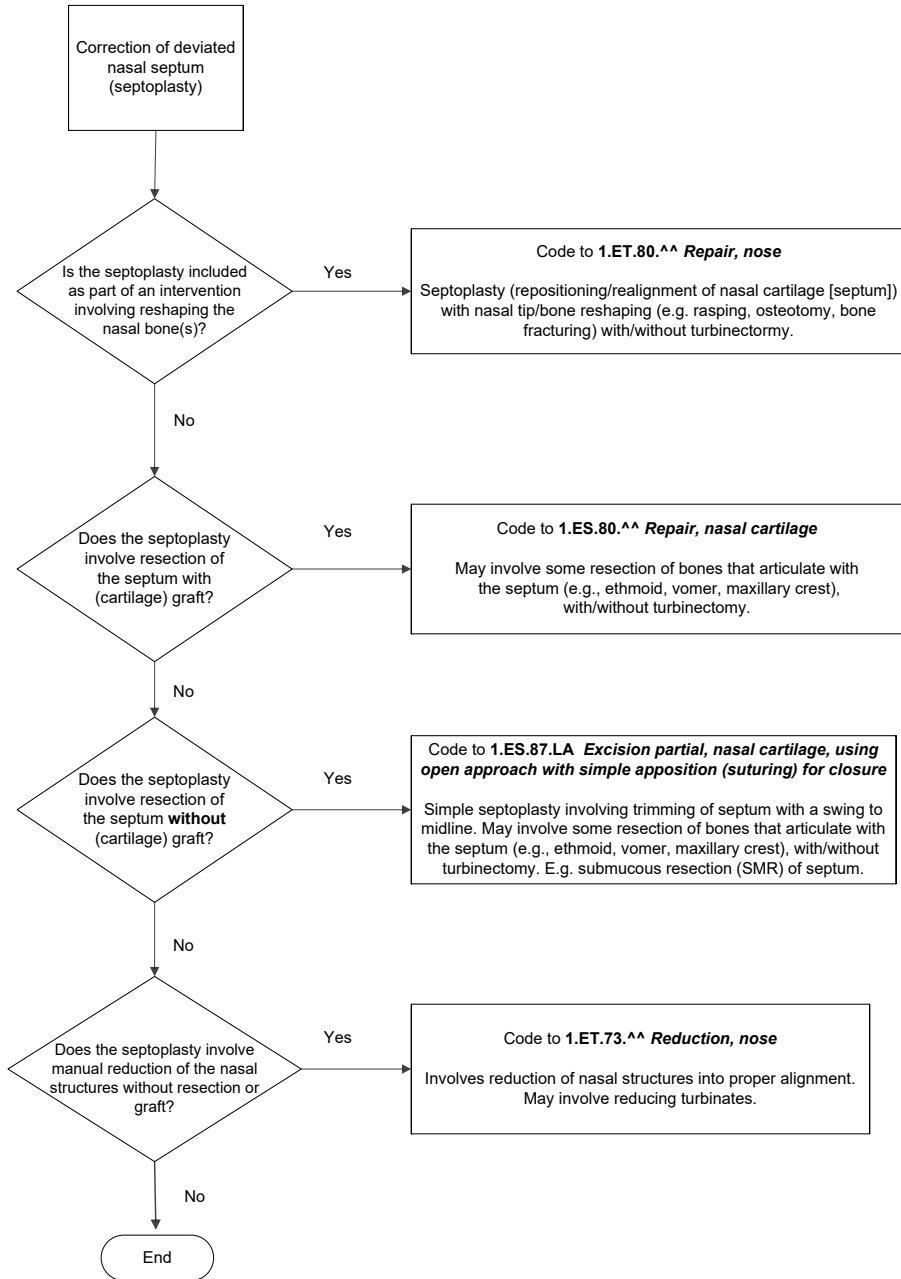 Correction of deviated
nasal septum
(septoplasty)
Is the septoplasty included
as part of an intervention
involving reshaping the
nasal bone(s)?
Yes
Code to 1.ET.80.^^ Repair, nose
Septoplasty (repositioning/realignment of nasal cartilage [septum])
with nasal tip/bone reshaping (e.g. rasping, osteotomy, bone
fracturing) with/without turbinectormy.
No
Does the septoplasty
involve resection of
the septum with
(cartilage) graft?
Yes
Code to 1.ES.80.^^ Repair, nasal cartilage
May involve some resection of bones that articulate with
the septum (e.g., ethmoid, vomer, maxillary crest),
with/without turbinectomy.
No
Does the septoplasty
involve resection of
the septum without
(cartilage) graft?
Yes
Code to 1.ES.87.LA Excision partial, nasal cartilage, using
open approach with simple apposition (suturing) for closure
Simple septoplasty involving trimming of septum with a swing to
midline. May involve some resection of bones that articulate with
the septum (e.g., ethmoid, vomer, maxillary crest), with/without
turbinectomy. E.g. submucous resection (SMR) of septum.
No
Does the septoplasty involve
manual reduction of the nasal
structures without resection or
graft?
Yes
Code to 1.ET.73.^^ Reduction, nose
Involves reduction of nasal structures into proper alignment.
May involve reducing turbinates.
No
End